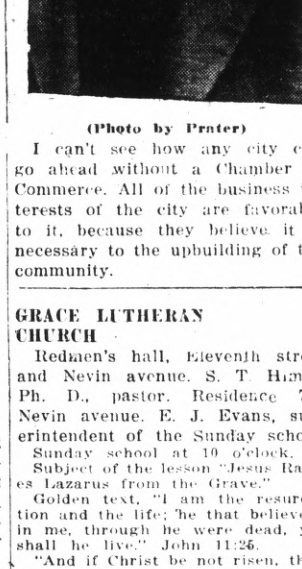 (Photo by Prater)
I can't see how any city c
go ahead without a Chamber
Commerce. All of the business
terests of the city are favorab
to it, because they believe it
necessary to the upbuilding of t
community.
GRACE LUTHERAN
CHURCH
Redmen's hall, Eleventh stre
and Nevin avenue. S. T. Him
Ph. D., pastor. Residence 7
Nevin avenue. E. J. Evans, su
erintendent of the Sunday scho
Sunday school at 10 o'clock.
Subject of the lesson "Jesus Ra
es Lazarus from the Grave."
Golden text, "I am the resur
tion and the life; he that believe
in me, through he were dead, y
shall he live." John 11:25.
"And if Christ be not risen, th